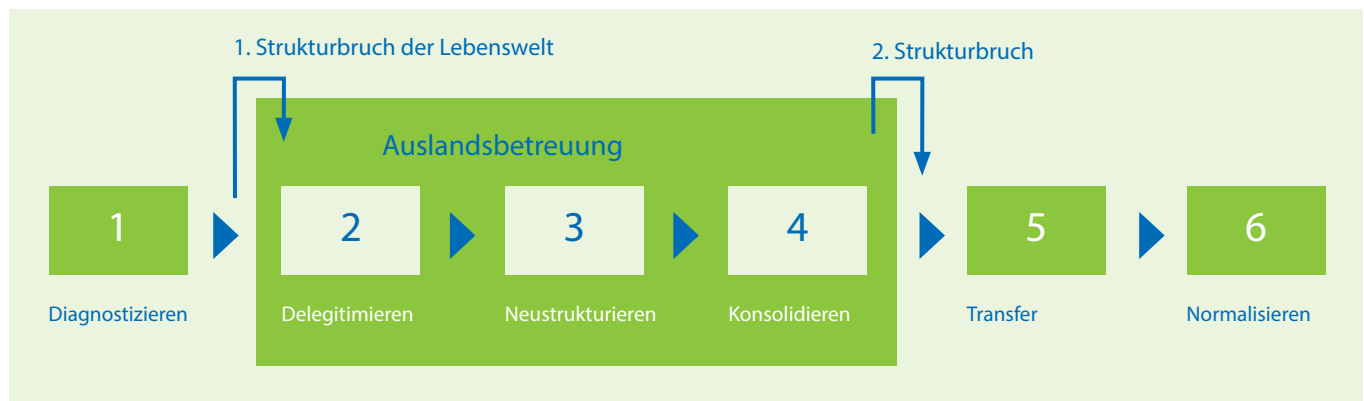 1. Strukturbruch der Lebenswelt
2. Strukturbruch
Auslandsbetreuung
1
2
3
4
5
6
Diagnostizieren
Delegitimieren
Neustrukturieren
Konsolidieren
Transfer
Normalisieren